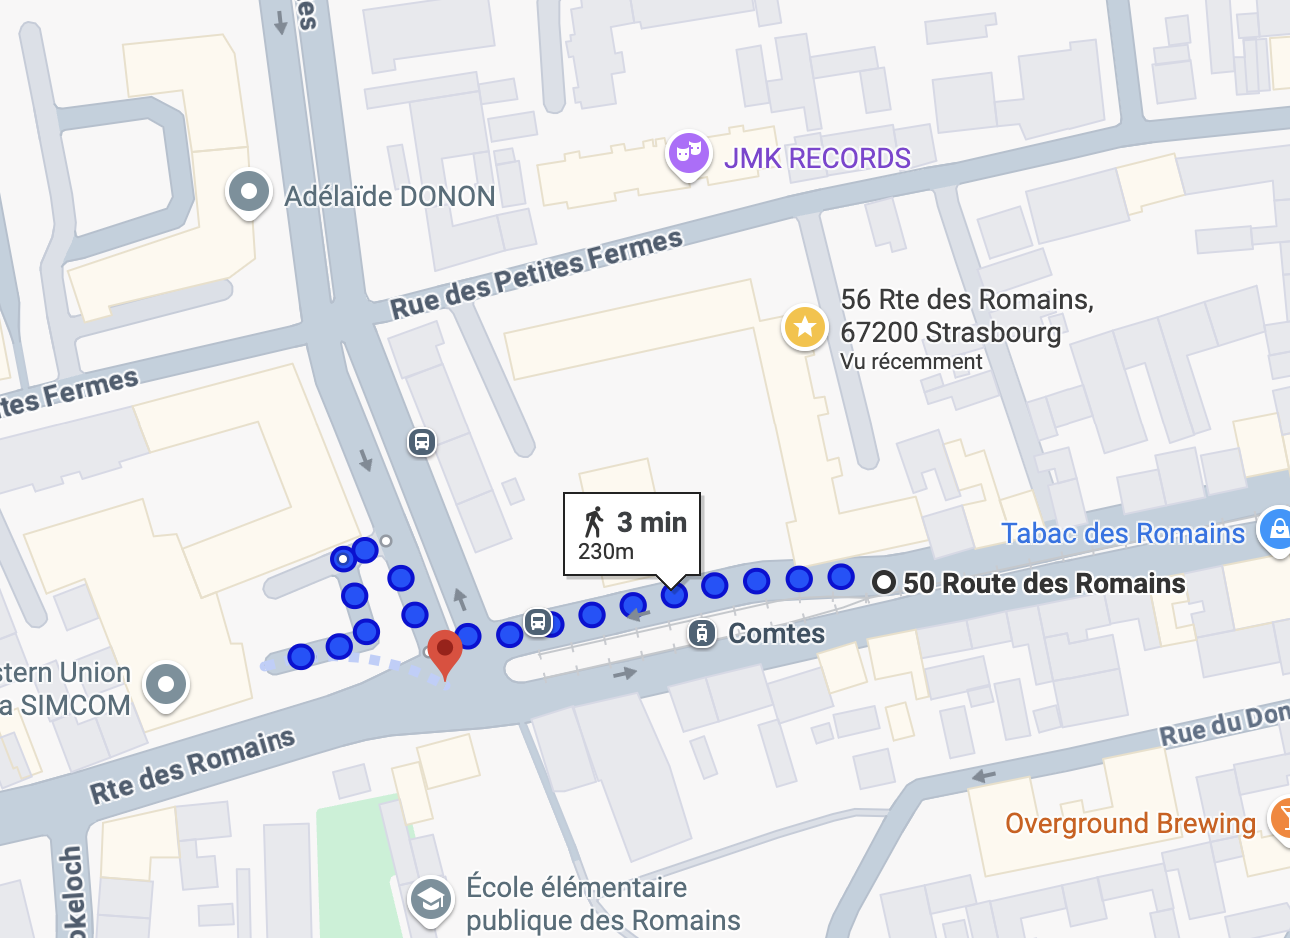 es
JMK RECORDS
Adélaïde DONON
Rue des Petites Fermes
56 Rte des Romains,
67200 Strasbourg
Vu récemment
tes Fermes
3 min
230m
Tabac des Romains
50 Route des Romains
Comtes
stern Union
a SIMCOM
Rue du Don
Rte des Romains
Overground Brewing
okeloch
École élémentaire
publique des Romains